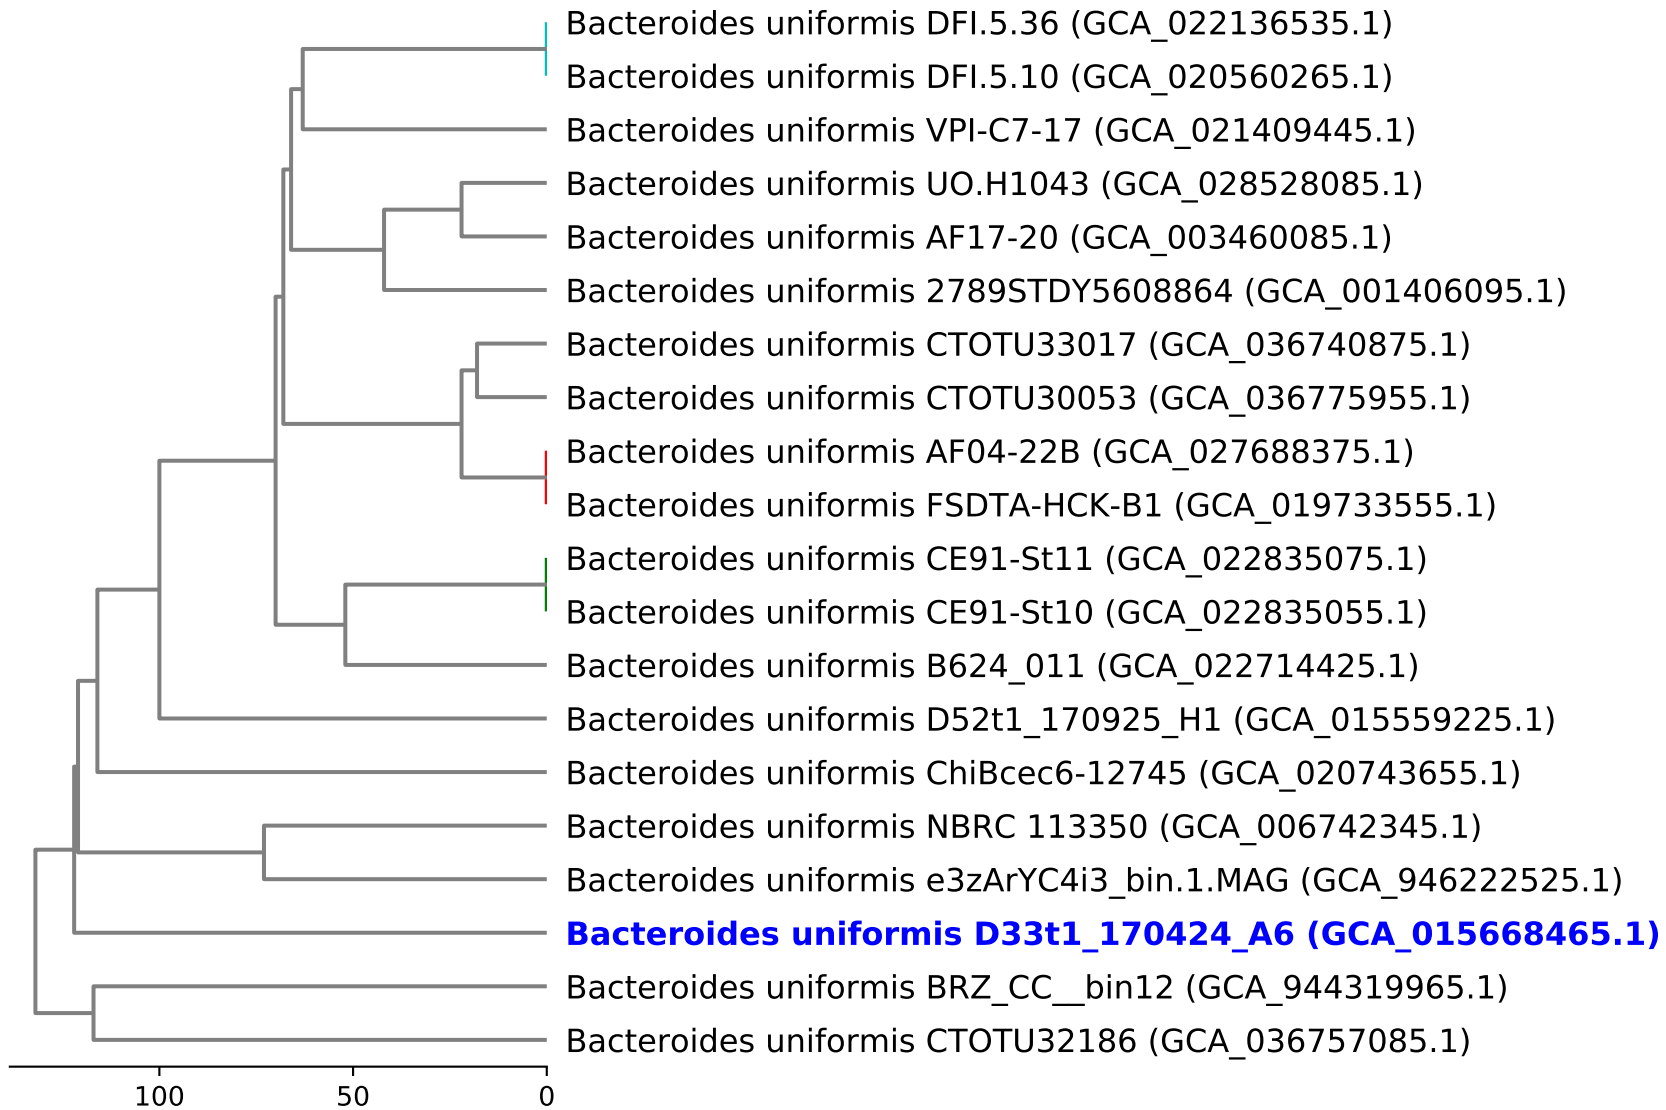 Bacteroides uniformis DFI.5.36 (GCA_022136535.1)
Bacteroides uniformis DFI.5.10 (GCA_020560265.1)
Bacteroides uniformis VPI-C7-17 (GCA_021409445.1)
Bacteroides uniformis UO.H1043 (GCA_028528085.1)
Bacteroides uniformis AF17-20 (GCA_003460085.1)
Bacteroides uniformis 2789STDY5608864 (GCA_001406095.1)
Bacteroides uniformis CTOTU33017 (GCA_036740875.1)
Bacteroides uniformis CTOTU30053 (GCA_036775955.1)
Bacteroides uniformis AF04-22B (GCA_027688375.1)
Bacteroides uniformis FSDTA-HCK-B1 (GCA_019733555.1)
Bacteroides uniformis CE91-St11 (GCA_022835075.1)
Bacteroides uniformis CE91-St10 (GCA_022835055.1)
Bacteroides uniformis B624_011 (GCA_022714425.1)
Bacteroides uniformis D52t1_170925_H1 (GCA_015559225.1)
Bacteroides uniformis ChiBcec6-12745 (GCA_020743655.1)
Bacteroides uniformis NBRC 113350 (GCA_006742345.1)
Bacteroides uniformis e3zArYC4i3_bin.1.MAG (GCA_946222525.1)
Bacteroides uniformis D33t1_170424_A6 (GCA_015668465.1)
Bacteroides uniformis BRZ_CC__bin12 (GCA_944319965.1)
Bacteroides uniformis CTOTU32186 (GCA_036757085.1)
100 50 0